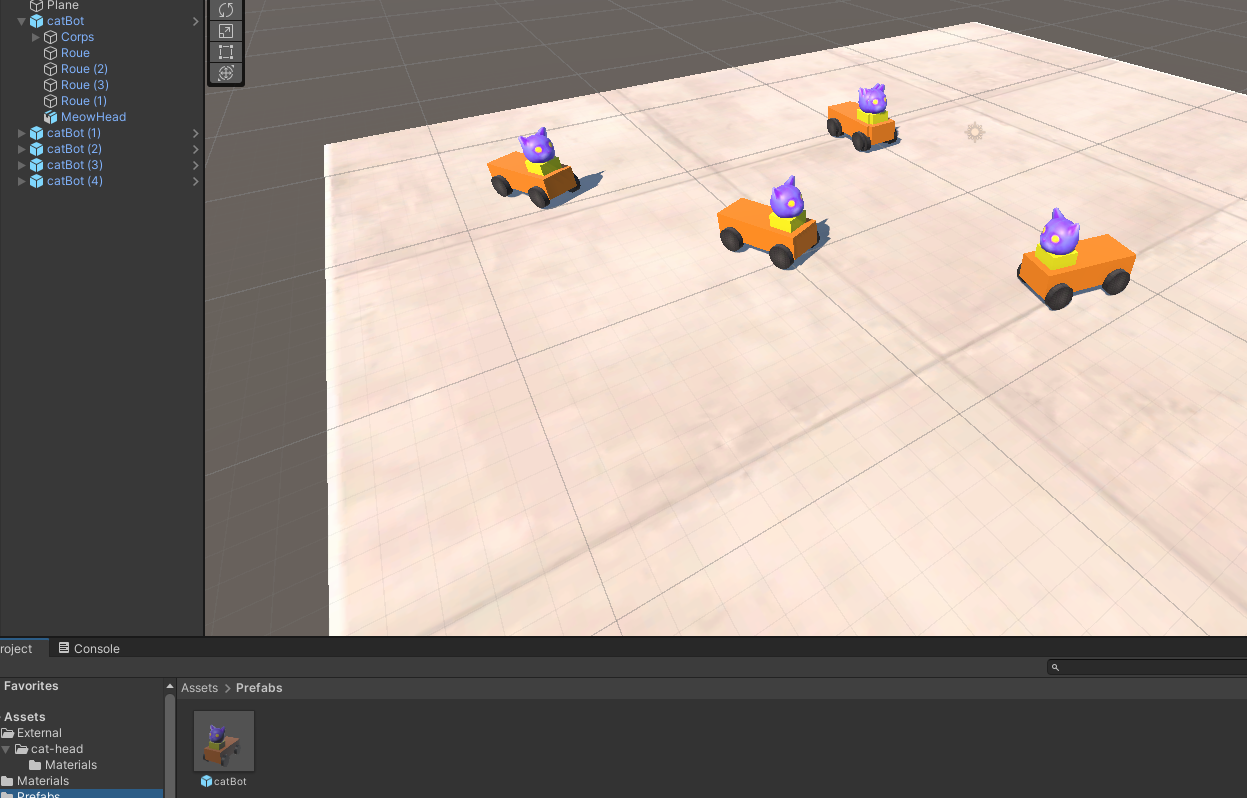 Plane
catBot
Corps
Roue
Roue (2)
Roue (3)
Roue (1)
MeowHead
catBot (1)
catBot (2)
catBot (3)
catBot (4)
roject
Console
Favorites
Assets > Prefabs
Assets
External
cat-head
Materials
Materials
Prefabs
catBot